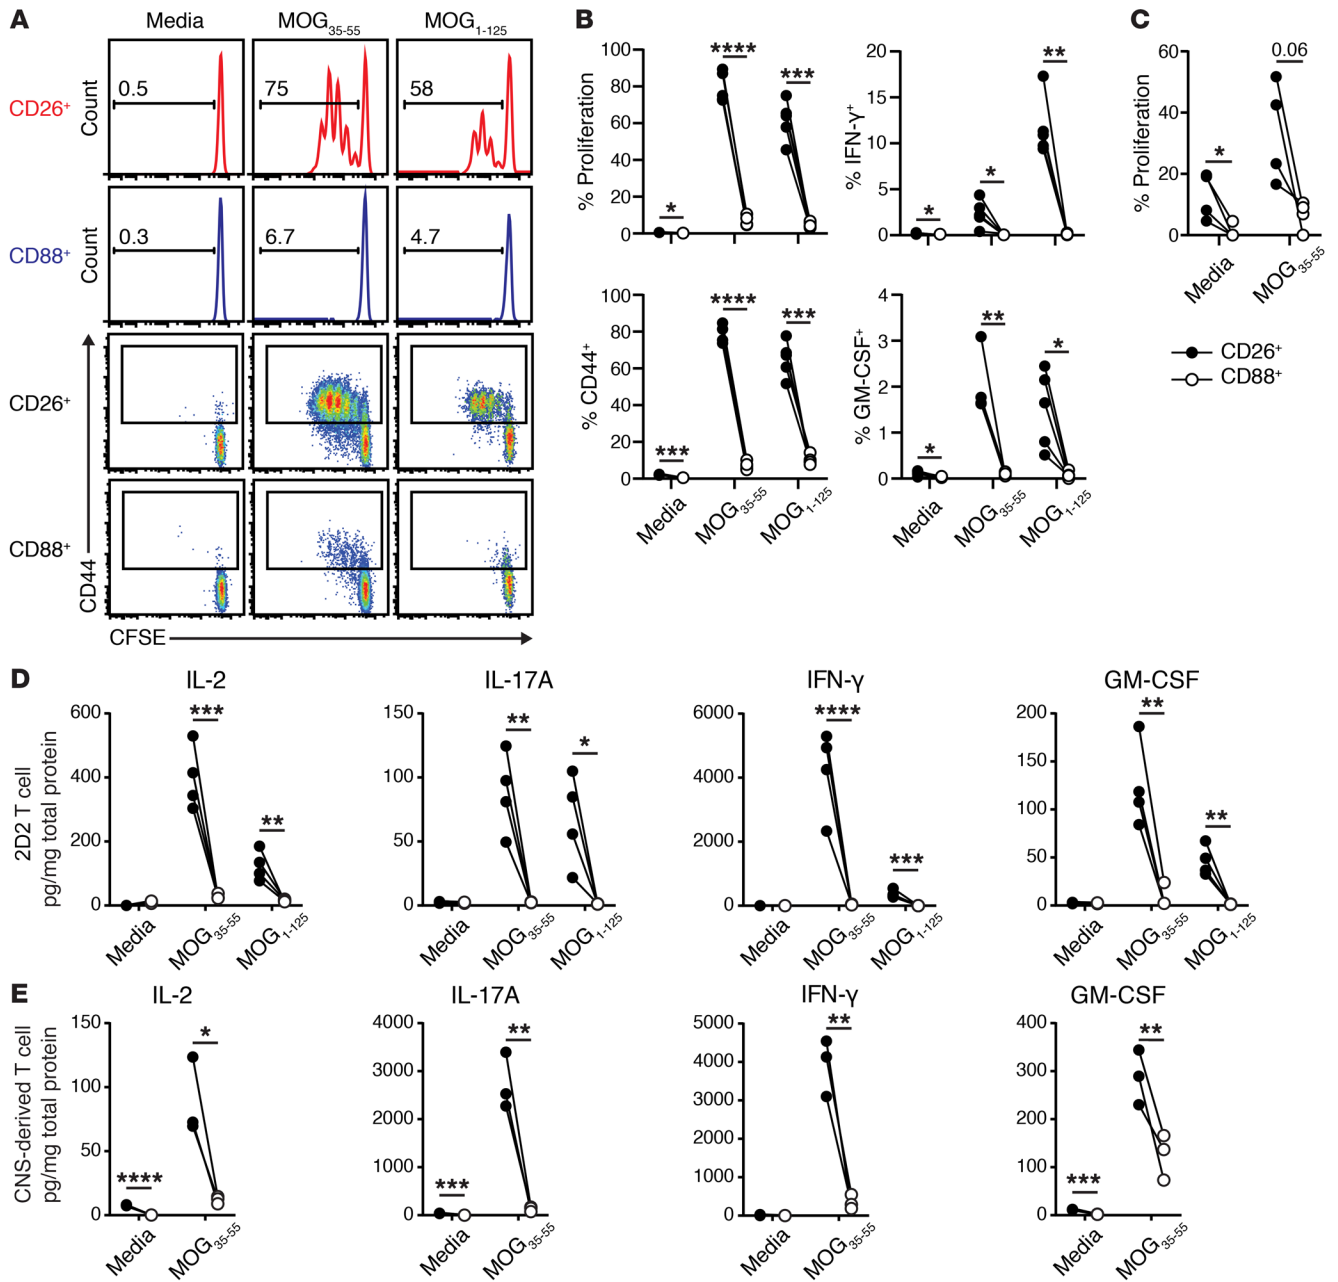 A
Media
MOG35-55
MOG1-125
CD26+
Count
0.5
75
58
CD88+
Count
0.3
6.7
4.7
CD26+
CD88+
CD44
CFSE
B
% Proliferation
100
80
60
40
20
0
*
****
***
% IFN-γ+
20
15
10
5
0
*
*
**
% CD44+
100
80
60
40
20
0
***
****
***
Media
MOG35-55
MOG1-125
% GM-CSF+
4
3
2
1
0
*
**
*
Media
MOG35-55
MOG1-125
C
% Proliferation
60
40
20
0
*
0.06
Media
MOG35-55
CD26+
CD88+
D
2D2 T cell
pg/mg total protein
IL-2
600
400
200
0
***
**
Media
MOG35-55
MOG1-125
IL-17A
150
100
50
0
**
*
Media
MOG35-55
MOG1-125
IFN-γ
6000
4000
2000
0
****
***
Media
MOG35-55
MOG1-125
GM-CSF
200
150
100
50
0
**
**
Media
MOG35-55
MOG1-125
E
CNS-derived T cell
pg/mg total protein
IL-2
150
100
50
0
****
*
Media
MOG35-55
IL-17A
4000
3000
2000
1000
0
***
**
Media
MOG35-55
IFN-γ
5000
4000
3000
2000
1000
0
**
Media
MOG35-55
GM-CSF
400
300
200
100
0
***
**
Media
MOG35-55